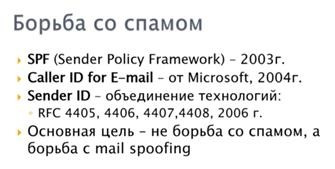 Борьба со спамом
SPF (Sender Policy Framework) – 2003г.
Caller ID for E-mail – от Microsoft, 2004г.
Sender ID – объединение технологий:
RFC 4405, 4406, 4407,4408, 2006 г.
Основная цель – не борьба со спамом, а
борьба с mail spoofing